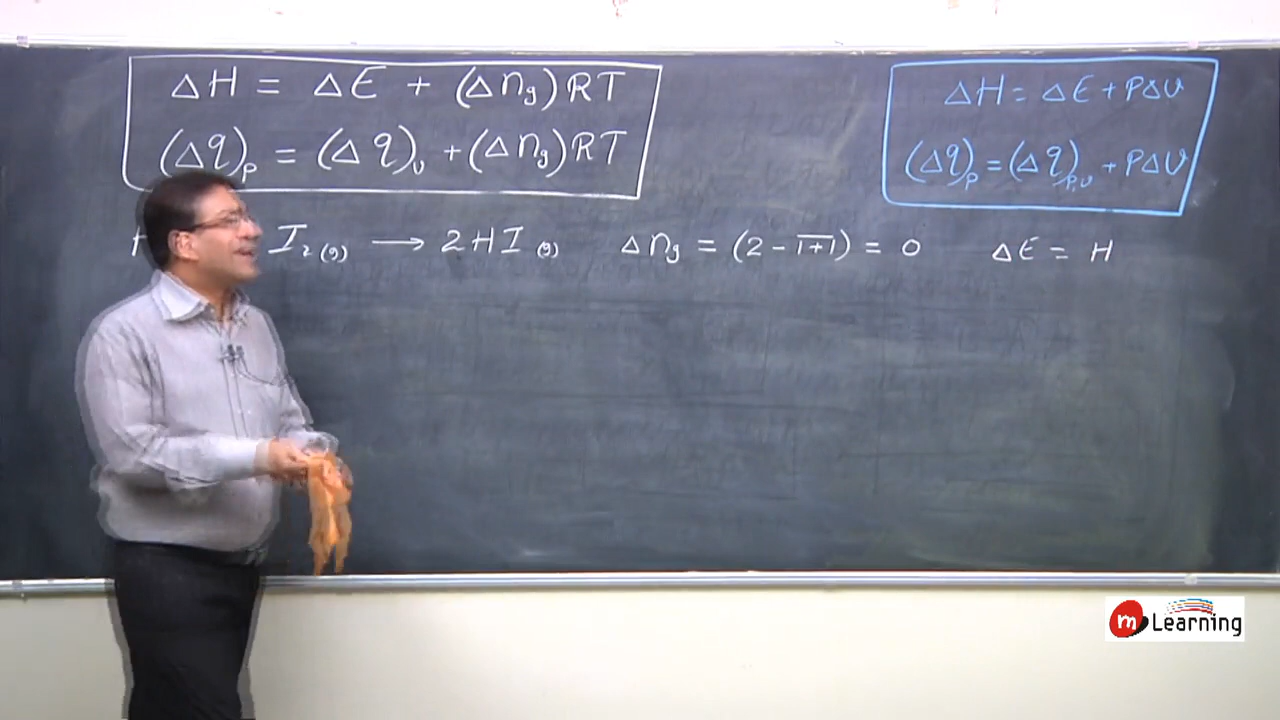 ΔH = ΔE + (Δng)RT
(Δq)p = (Δq)v + (Δng)RT
ΔH = ΔE + PΔV
(Δq)p = (Δq)p,v + PΔV
H I2(g) → 2HI(g) Δng = (2 - 1+1) = 0 ΔE = H
m Learning